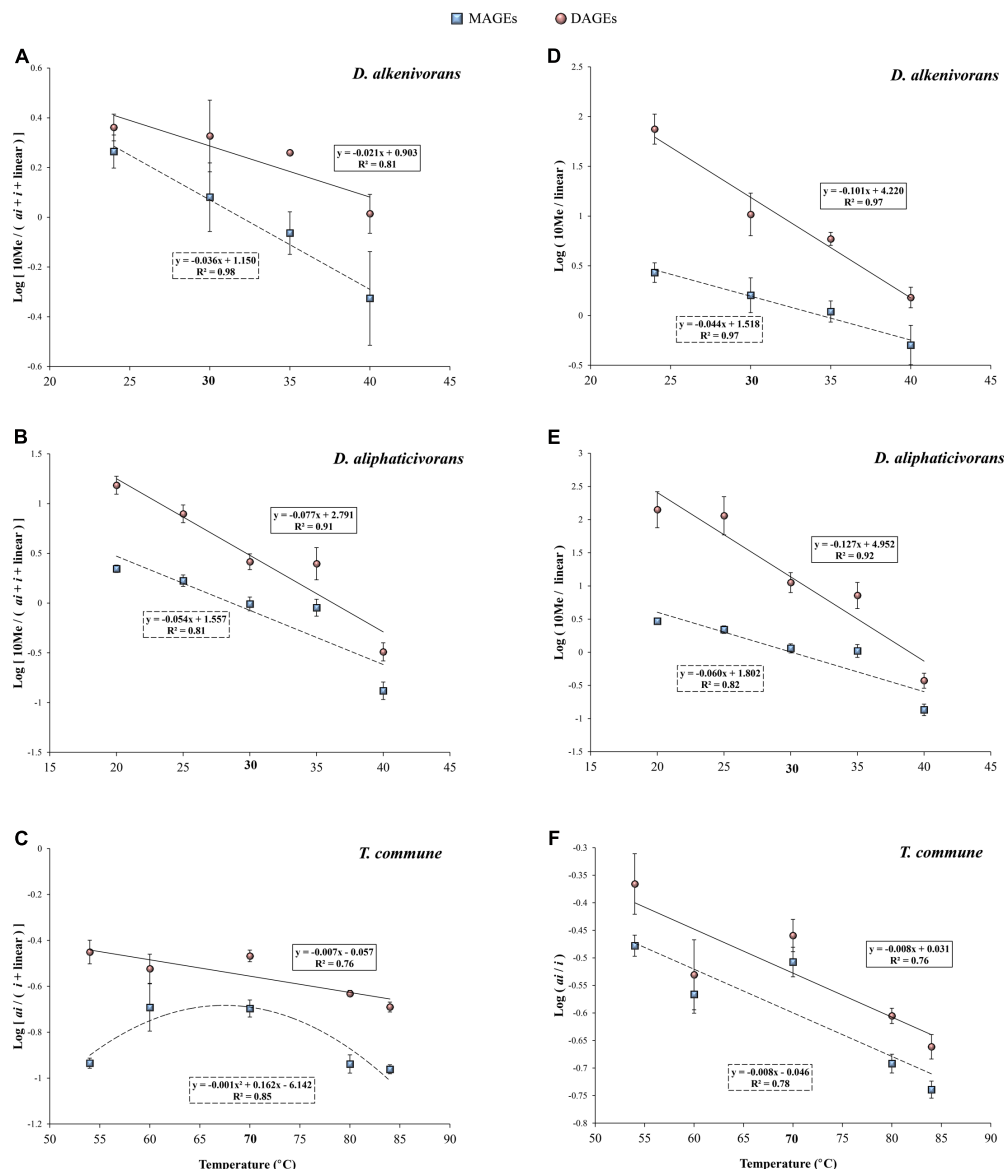 MAGEs DAGEs
A
D. alkenivorans
Log [ 10Me / ( ai + i + linear ) ]
0.6
0.4
0.2
0
-0.2
-0.4
-0.6
y = -0.021x + 0.903
R² = 0.81
y = -0.036x + 1.150
R² = 0.98
20 25 30 35 40 45
D
D. alkenivorans
Log ( 10Me / linear )
2.5
2
1.5
1
0.5
0
-0.5
y = -0.101x + 4.220
R² = 0.97
y = -0.044x + 1.518
R² = 0.97
20 25 30 35 40 45
B
D. aliphaticivorans
Log [ 10Me / ( ai + i + linear ) ]
1.5
1
0.5
0
-0.5
-1
-1.5
y = -0.077x + 2.791
R² = 0.91
y = -0.054x + 1.557
R² = 0.81
15 20 25 30 35 40 45
E
D. aliphaticivorans
Log ( 10Me / linear )
3
2.5
2
1.5
1
0.5
0
-0.5
-1
-1.5
y = -0.127x + 4.952
R² = 0.92
y = -0.060x + 1.802
R² = 0.82
15 20 25 30 35 40 45
C
T. commune
Log [ ai / ( i + linear ) ]
0
-0.2
-0.4
-0.6
-0.8
-1
-1.2
y = -0.007x - 0.057
R² = 0.76
y = -0.001x² + 0.162x - 6.142
R² = 0.85
50 55 60 65 70 75 80 85 90
Temperature (°C)
F
T. commune
Log ( ai / i )
-0.3
-0.35
-0.4
-0.45
-0.5
-0.55
-0.6
-0.65
-0.7
-0.75
-0.8
y = -0.008x + 0.031
R² = 0.76
y = -0.008x - 0.046
R² = 0.78
50 55 60 65 70 75 80 85 90
Temperature (°C)